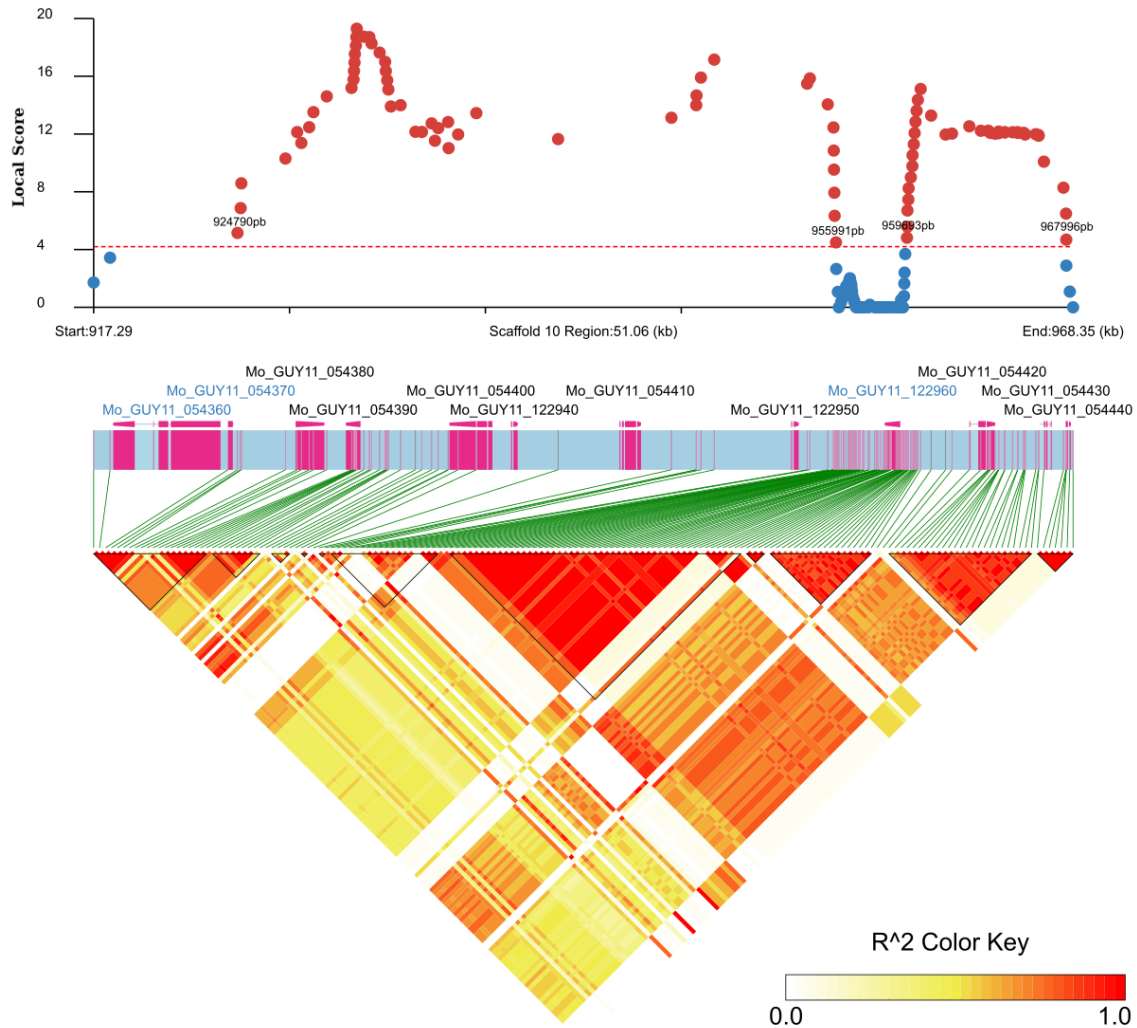 20
16
12
8
4
0
Local Score
924790pb
955991pb
959693pb
967996pb
Start:917.29
Scaffold 10 Region:51.06 (kb)
End:968.35 (kb)
Mo_GUY11_054380
Mo_GUY11_054420
Mo_GUY11_054370
Mo_GUY11_054400
Mo_GUY11_054410
Mo_GUY11_122960
Mo_GUY11_054430
Mo_GUY11_054360
Mo_GUY11_054390
Mo_GUY11_122940
Mo_GUY11_122950
Mo_GUY11_054440
R^2 Color Key
0.0
1.0